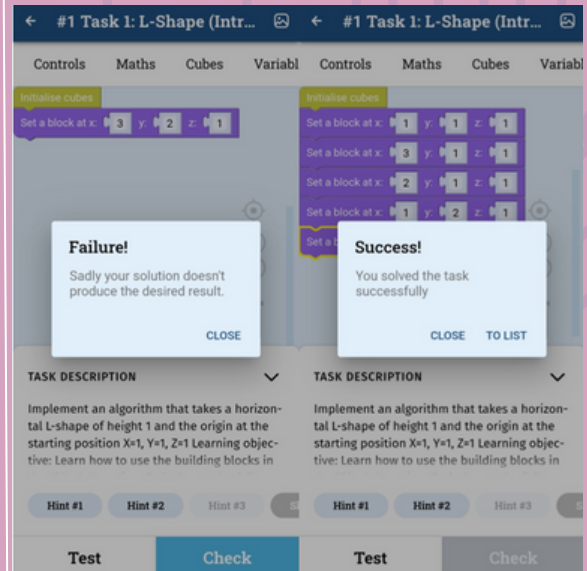 #1 Task 1: L-Shape (Intr...
Controls Maths Cubes Variabl
Initialise cubes
Set a block at x: 3 y: 2 z: 1
Failure!
Sadly your solution doesn't
produce the desired result.
CLOSE
TASK DESCRIPTION
Implement an algorithm that takes a horizon-
tal L-shape of height 1 and the origin at the
starting position X=1, Y=1, Z=1 Learning objec-
tive: Learn how to use the building blocks in
Hint #1 Hint #2 Hint #3
Test Check
#1 Task 1: L-Shape (Intr...
Controls Maths Cubes Variabl
Initialise cubes
Set a block at x: 1 y: 1 z: 1
Set a block at x: 3 y: 1 z: 1
Set a block at x: 2 y: 1 z: 1
Set a block at x: 1 y: 2 z: 1
Set a b
Success!
You solved the task
successfully
CLOSE TO LIST
TASK DESCRIPTION
Implement an algorithm that takes a horizon-
tal L-shape of height 1 and the origin at the
starting position X=1, Y=1, Z=1 Learning objec-
tive: Learn how to use the building blocks in
Hint #1 Hint #2 Hint #3
Test Check